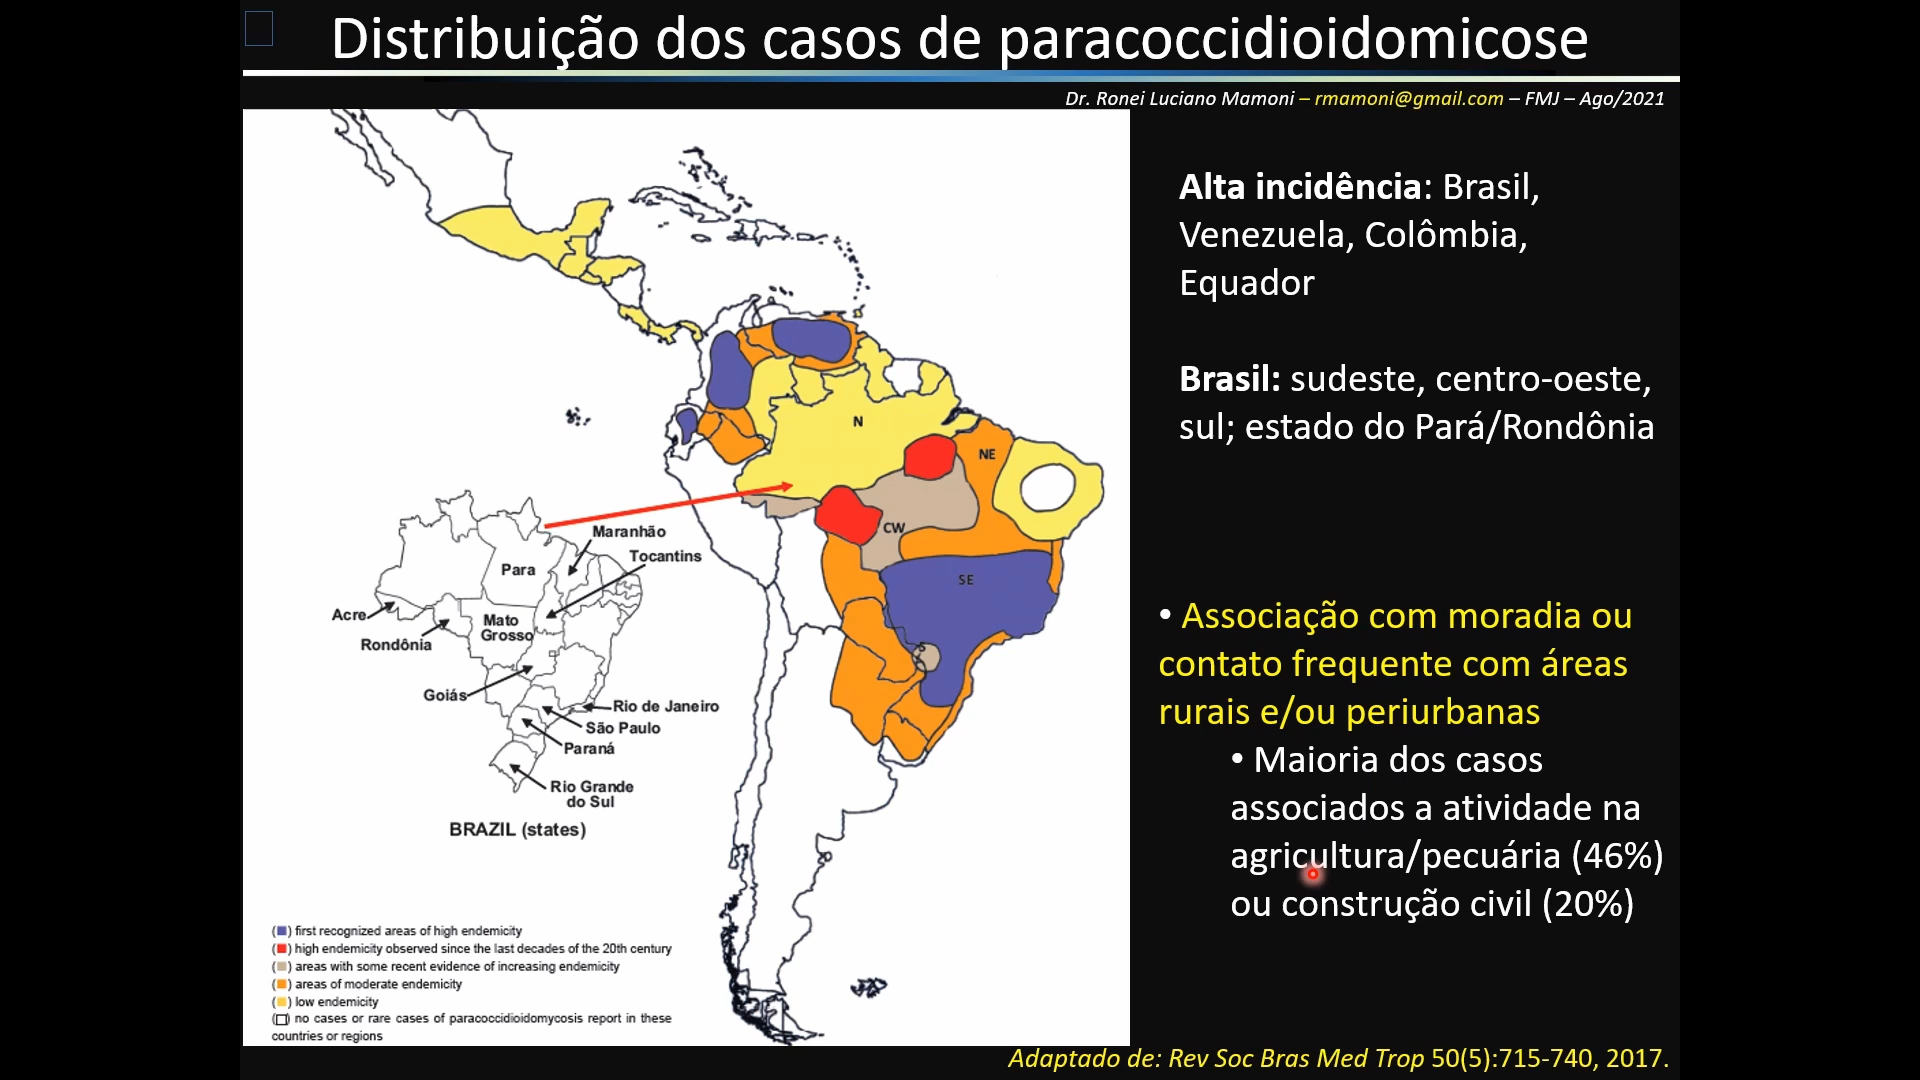 Distribuição dos casos de paracoccidioidomicose
Dr. Ronei Luciano Mamoni – rmamoni@gmail.com – FMJ – Ago/2021
Alta incidência: Brasil,
Venezuela, Colômbia,
Equador
Brasil: sudeste, centro-oeste,
sul; estado do Pará/Rondônia
• Associação com moradia ou
contato frequente com áreas
rurais e/ou periurbanas
• Maioria dos casos
associados a atividade na
agricultura/pecuária (46%)
ou construção civil (20%)
N
NE
CW
SE
Maranhão
Tocantins
Para
Acre
Mato
Grosso
Rondônia
Goiás
Rio de Janeiro
São Paulo
Paraná
Rio Grande
do Sul
BRAZIL (states)
( ) first recognized areas of high endemicity
( ) high endemicity observed since the last decades of the 20th century
( ) areas with some recent evidence of increasing endemicity
( ) areas of moderate endemicity
( ) low endemicity
( ) no cases or rare cases of paracoccidioidomycosis report in these
countries or regions
Adaptado de: Rev Soc Bras Med Trop 50(5):715-740, 2017.